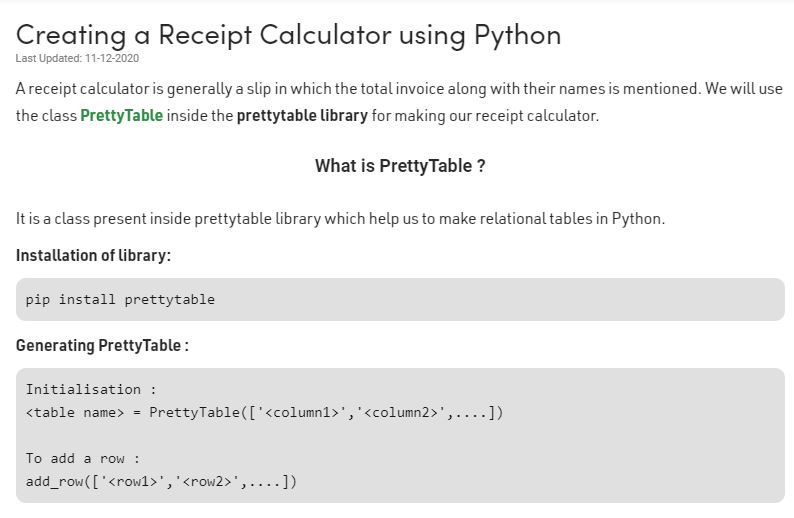 Creating a Receipt Calculator using Python
Last Updated: 11-12-2020
A receipt calculator is generally a slip in which the total invoice along with their names is mentioned. We will use
the class PrettyTable inside the prettytable library for making our receipt calculator.
What is PrettyTable ?
It is a class present inside prettytable library which help us to make relational tables in Python.
Installation of library:
pip install prettytable
Generating PrettyTable :
Initialisation :
<table name> = PrettyTable(['<column1>','<column2>',....])
To add a row :
add_row(['<row1>','<row2>',....])